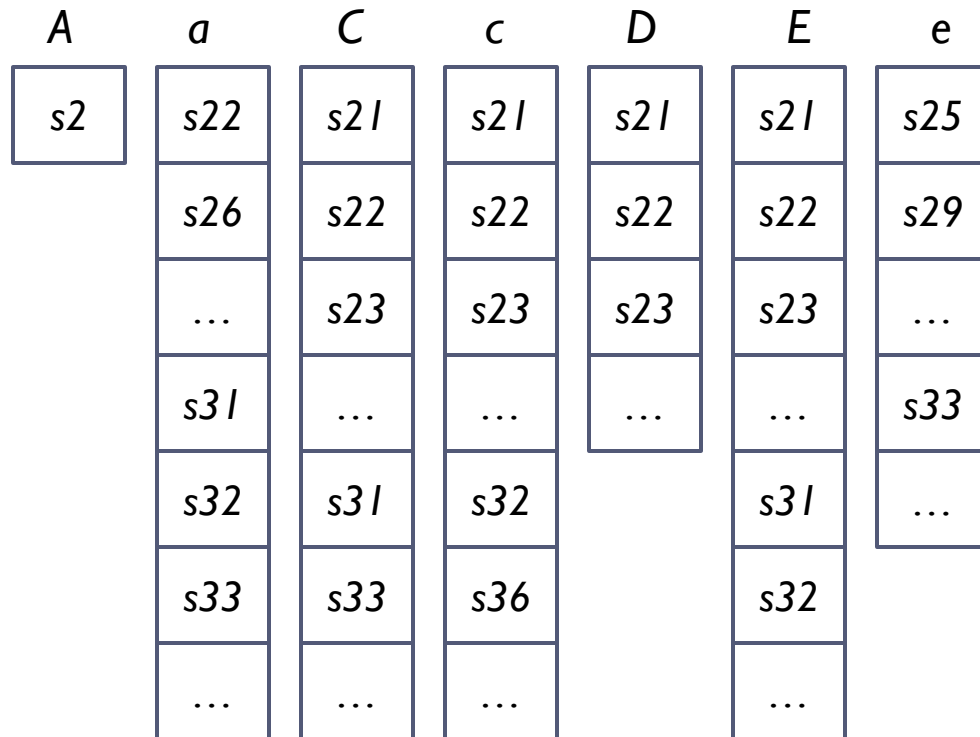 A a C c D E e
s2 s22 s21 s21 s21 s21 s25
s26 s22 s22 s22 s22 s29
... s23 s23 s23 s23 ...
s31 ... ... ... ... s33
s32 s31 s32 s31 ...
s33 s33 s36 s32
... ... ... ...